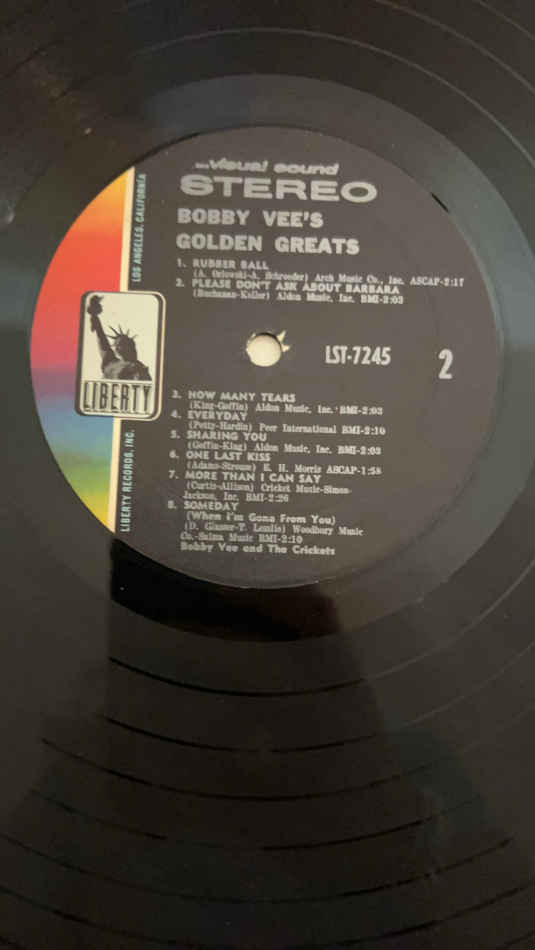 ...visual sound
STEREO
BOBBY VEE'S
GOLDEN GREATS
1. RUBBER BALL
(A. Orlowski-A. Schroeder) Arch Music Co., Inc. ASCAP-2:17
2. PLEASE DON'T ASK ABOUT BARBARA
(Buchanan-Keller) Aldon Music, Inc. BMI-2:03
LST-7245
2
3. HOW MANY TEARS
(King-Goffin) Aldon Music, Inc. BMI-2:03
4. EVERYDAY
(Petty-Hardin) Peer International BMI-2:10
5. SHARING YOU
(Goffin-King) Aldon Music, Inc. BMI-2:03
6. ONE LAST KISS
(Adams-Strouse) E. H. Morris ASCAP-1:58
7. MORE THAN I CAN SAY
(Curtis-Allison) Cricket Music-Simon-
Jackson, Inc. BMI-2:26
8. SOMEDAY
(When I'm Gone From You)
(D. Glasser-T. Leslie) Woodbury Music
Co.-Saima Music BMI-2:10
Bobby Vee and The Crickets
LIBERTY
LIBERTY RECORDS, INC.
LOS ANGELES, CALIFORNIA